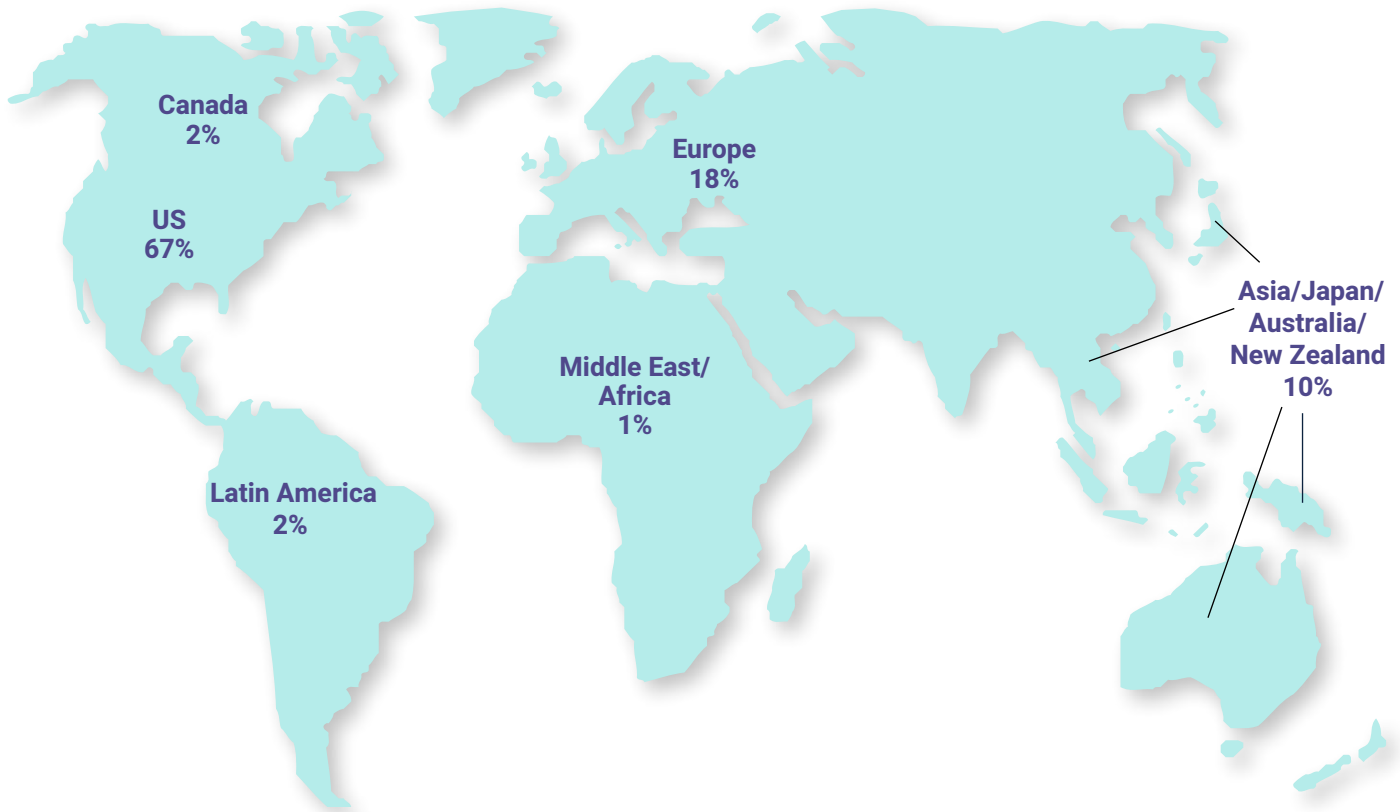 Canada
2%
US
67%
Europe
18%
Asia/Japan/
Australia/
New Zealand
10%
Middle East/
Africa
1%
Latin America
2%